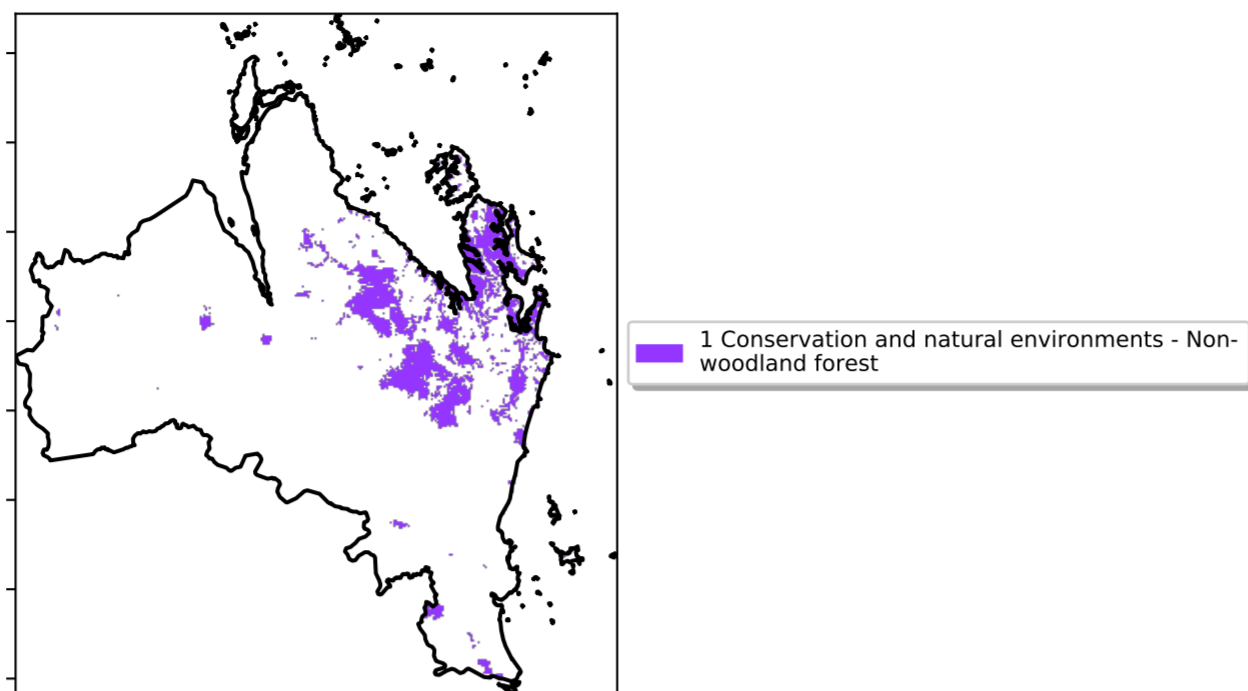 1 Conservation and natural environments - Non-
woodland forest